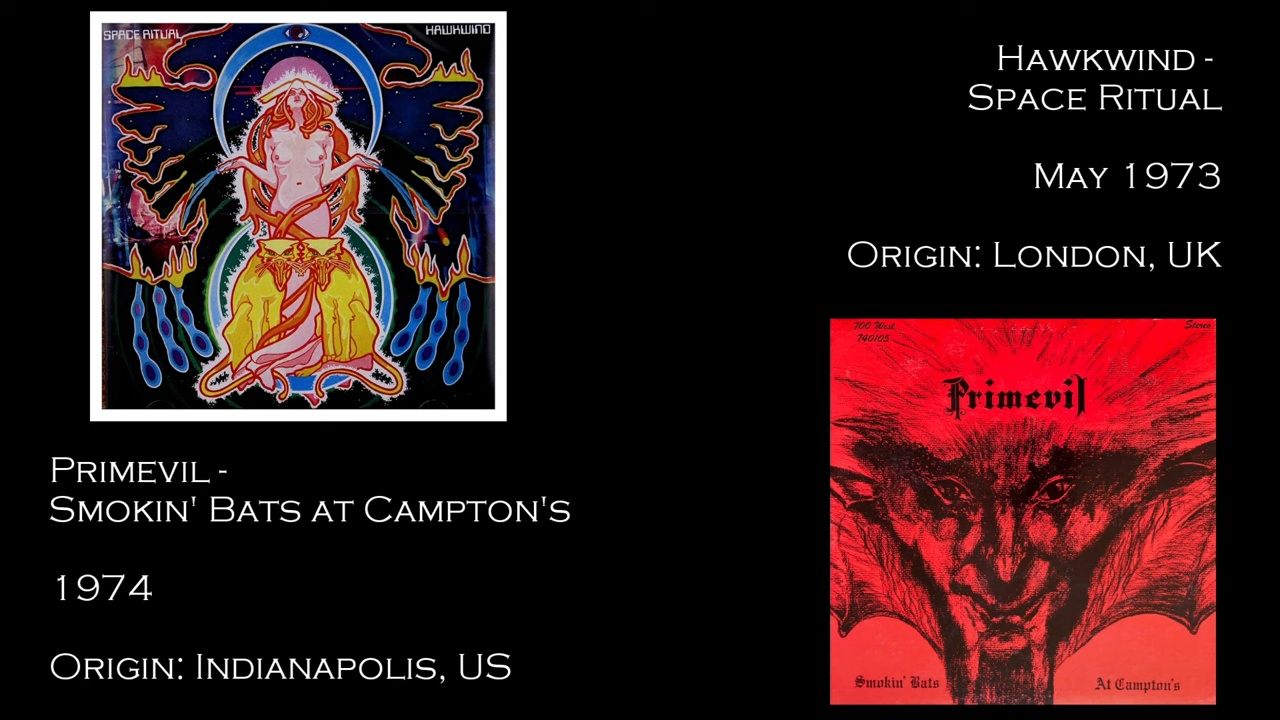 SPACE RITUAL
HAWKWIND
HAWKWIND -
SPACE RITUAL
MAY 1973
ORIGIN: LONDON, UK
700 West
740105
Stereo
Primevil
Smokin' Bats
At Campton's
PRIMEVIL -
SMOKIN' BATS AT CAMPTON'S
1974
ORIGIN: INDIANAPOLIS, US